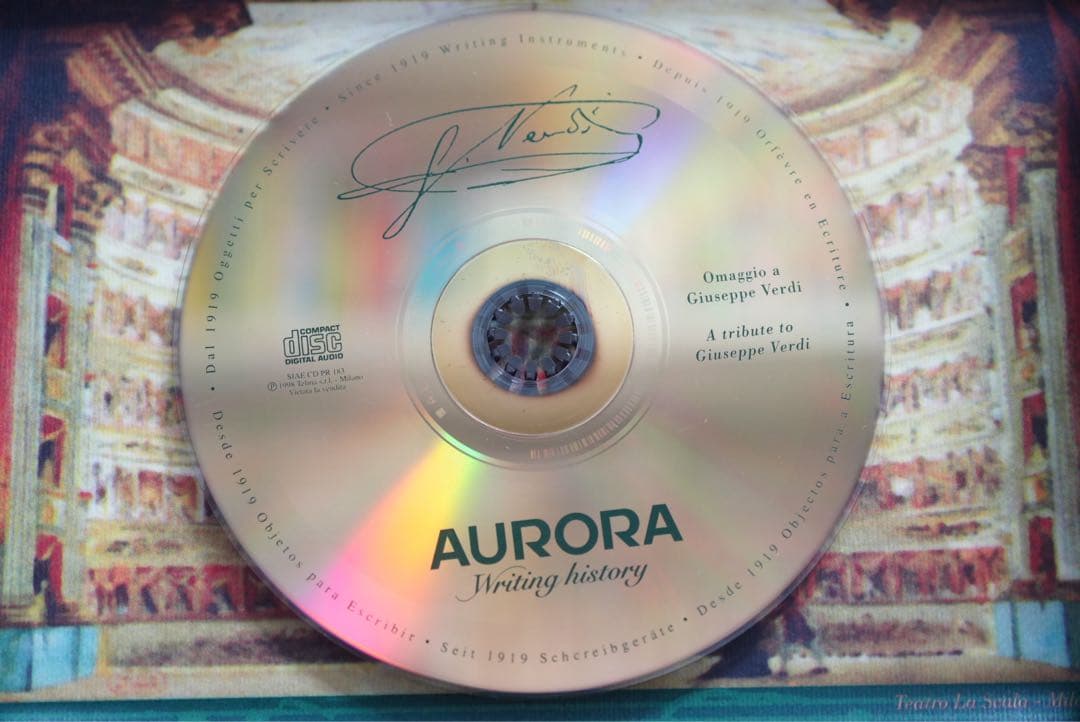 Dal 1919 Oggetti per Scrivere • Since 1919 Writing Instruments • Depuis 1919 Orfèvre en Ecriture • Desde 1919 Objectos para a Escritura • Seit 1919 Schcreibgeräte • Desde 1919 Objetos para Escribir •
G. Verdi
Omaggio a
Giuseppe Verdi
A tribute to
Giuseppe Verdi
COMPACT
disc
DIGITAL AUDIO
SIAE CD PR 183
℗ 1998 Telma s.r.l. - Milano
Vietata la vendita
AURORA
Writing history
Teatro La Scala -